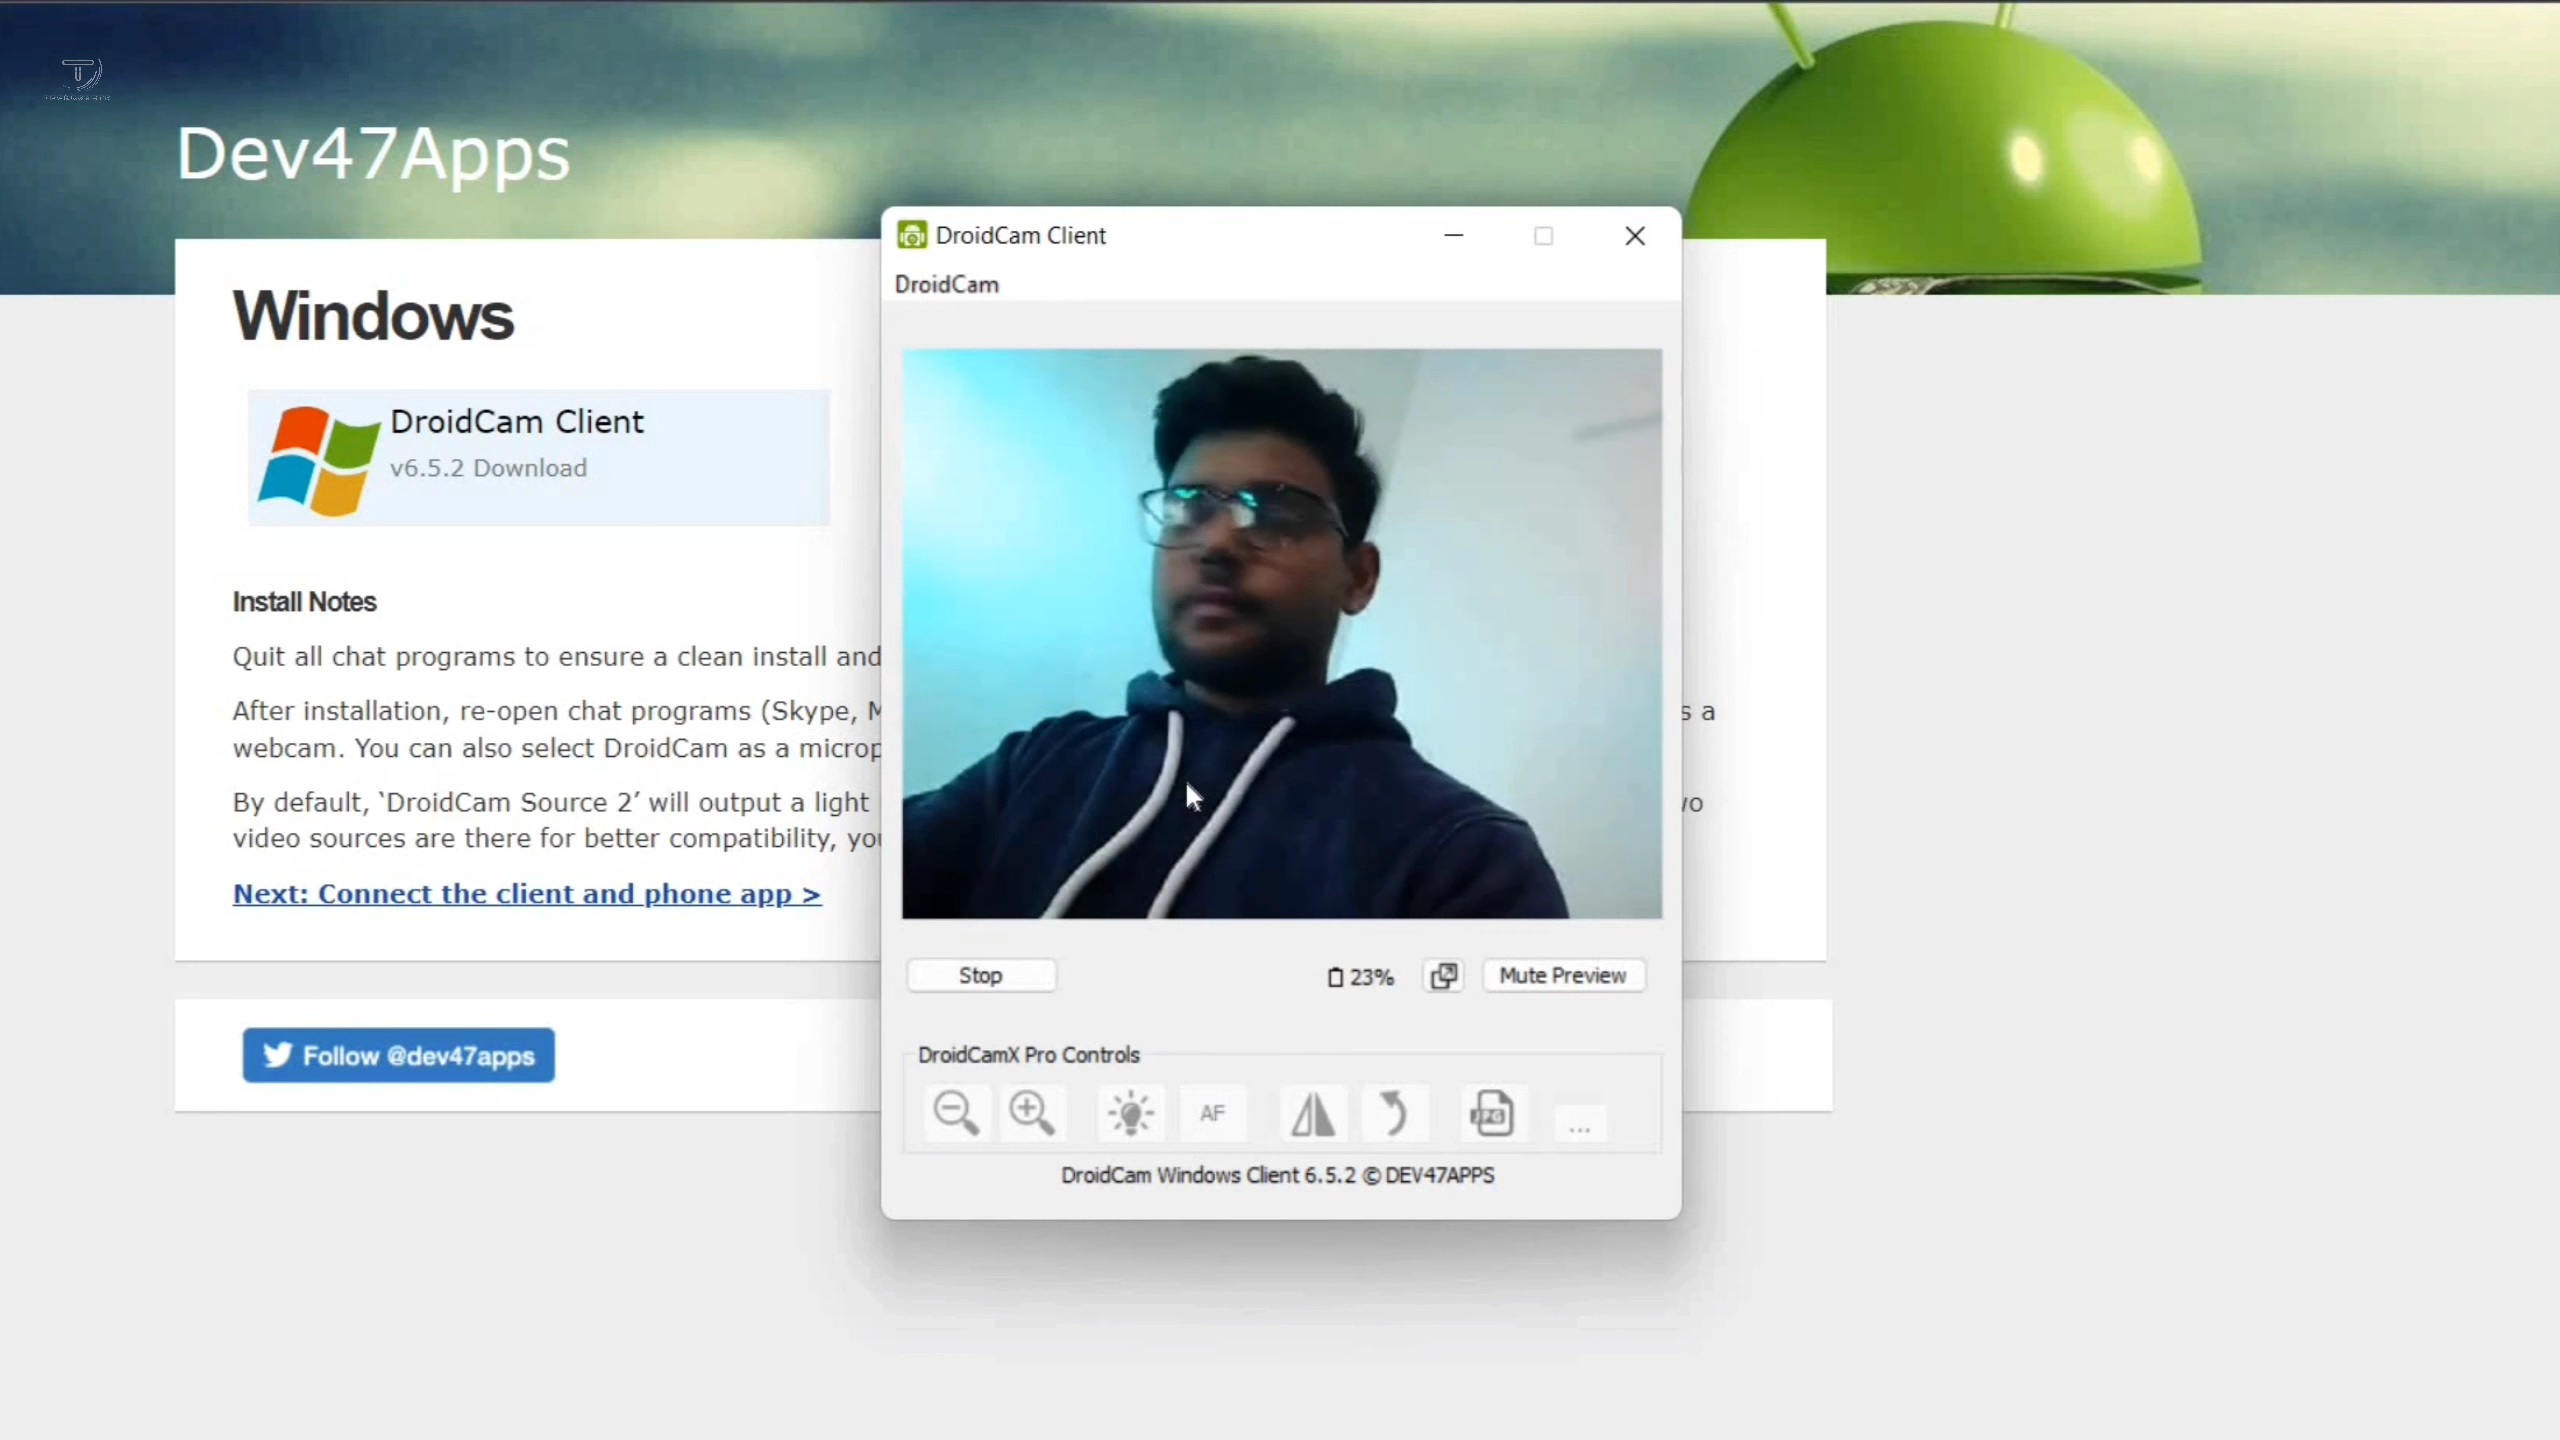 Dev47Apps
Windows
DroidCam Client
v6.5.2 Download
Install Notes
Quit all chat programs to ensure a clean install and
After installation, re-open chat programs (Skype, M
s a
webcam. You can also select DroidCam as a microp
By default, ‘DroidCam Source 2’ will output a light
wo
video sources are there for better compatibility, you
Next: Connect the client and phone app >
Follow @dev47apps
DroidCam Client
DroidCam
Stop
23%
Mute Preview
DroidCamX Pro Controls
AF
JPG
...
DroidCam Windows Client 6.5.2 © DEV47APPS